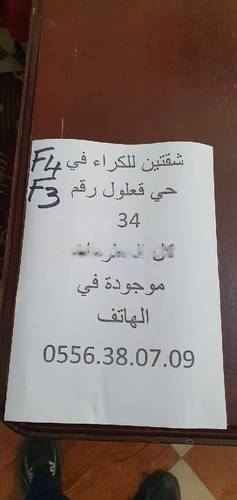 F4 شقتين للكراء في
F3 حي قعلول رقم
34
موجودة في
الهاتف
0556.38.07.09